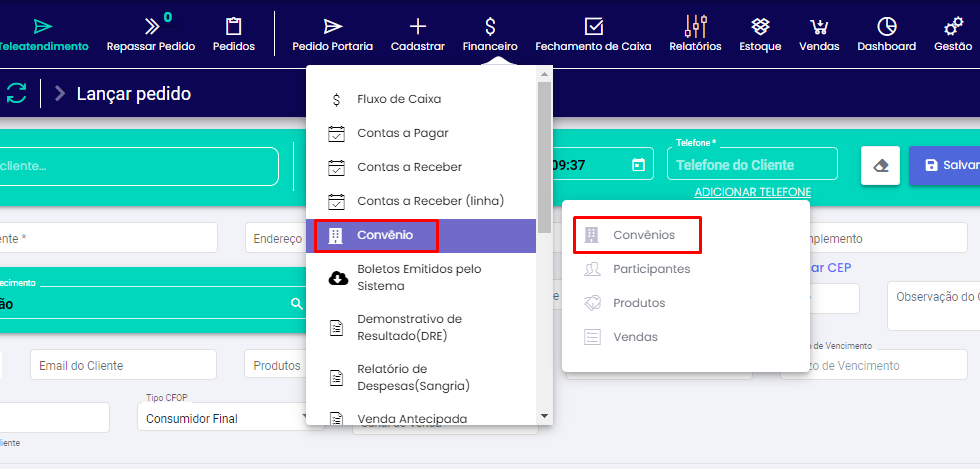 0
Teleatendimento
Repassar Pedido
Pedidos
Pedido Portaria
Cadastrar
Financeiro
Fechamento de Caixa
Relatórios
Estoque
Vendas
Dashboard
Gestão
Lançar pedido
Fluxo de Caixa
Contas a Pagar
Contas a Receber
Contas a Receber (linha)
Convênio
Boletos Emitidos pelo
Sistema
Demonstrativo de
Resultado(DRE)
Relatório de
Despesas(Sangria)
Venda Antecipada
Convênios
Participantes
Produtos
Vendas
cliente...
09:37
Telefone *
Telefone do Cliente
Salvar
ADICIONAR TELEFONE
ente *
Endereço
mplemento
ar CEP
ecimento
ão
e
Observação do C
Email do Cliente
Produtos
o de Vencimento
zo de Vencimento
Tipo CFOP
Consumidor Final
Canal de Venda
liente